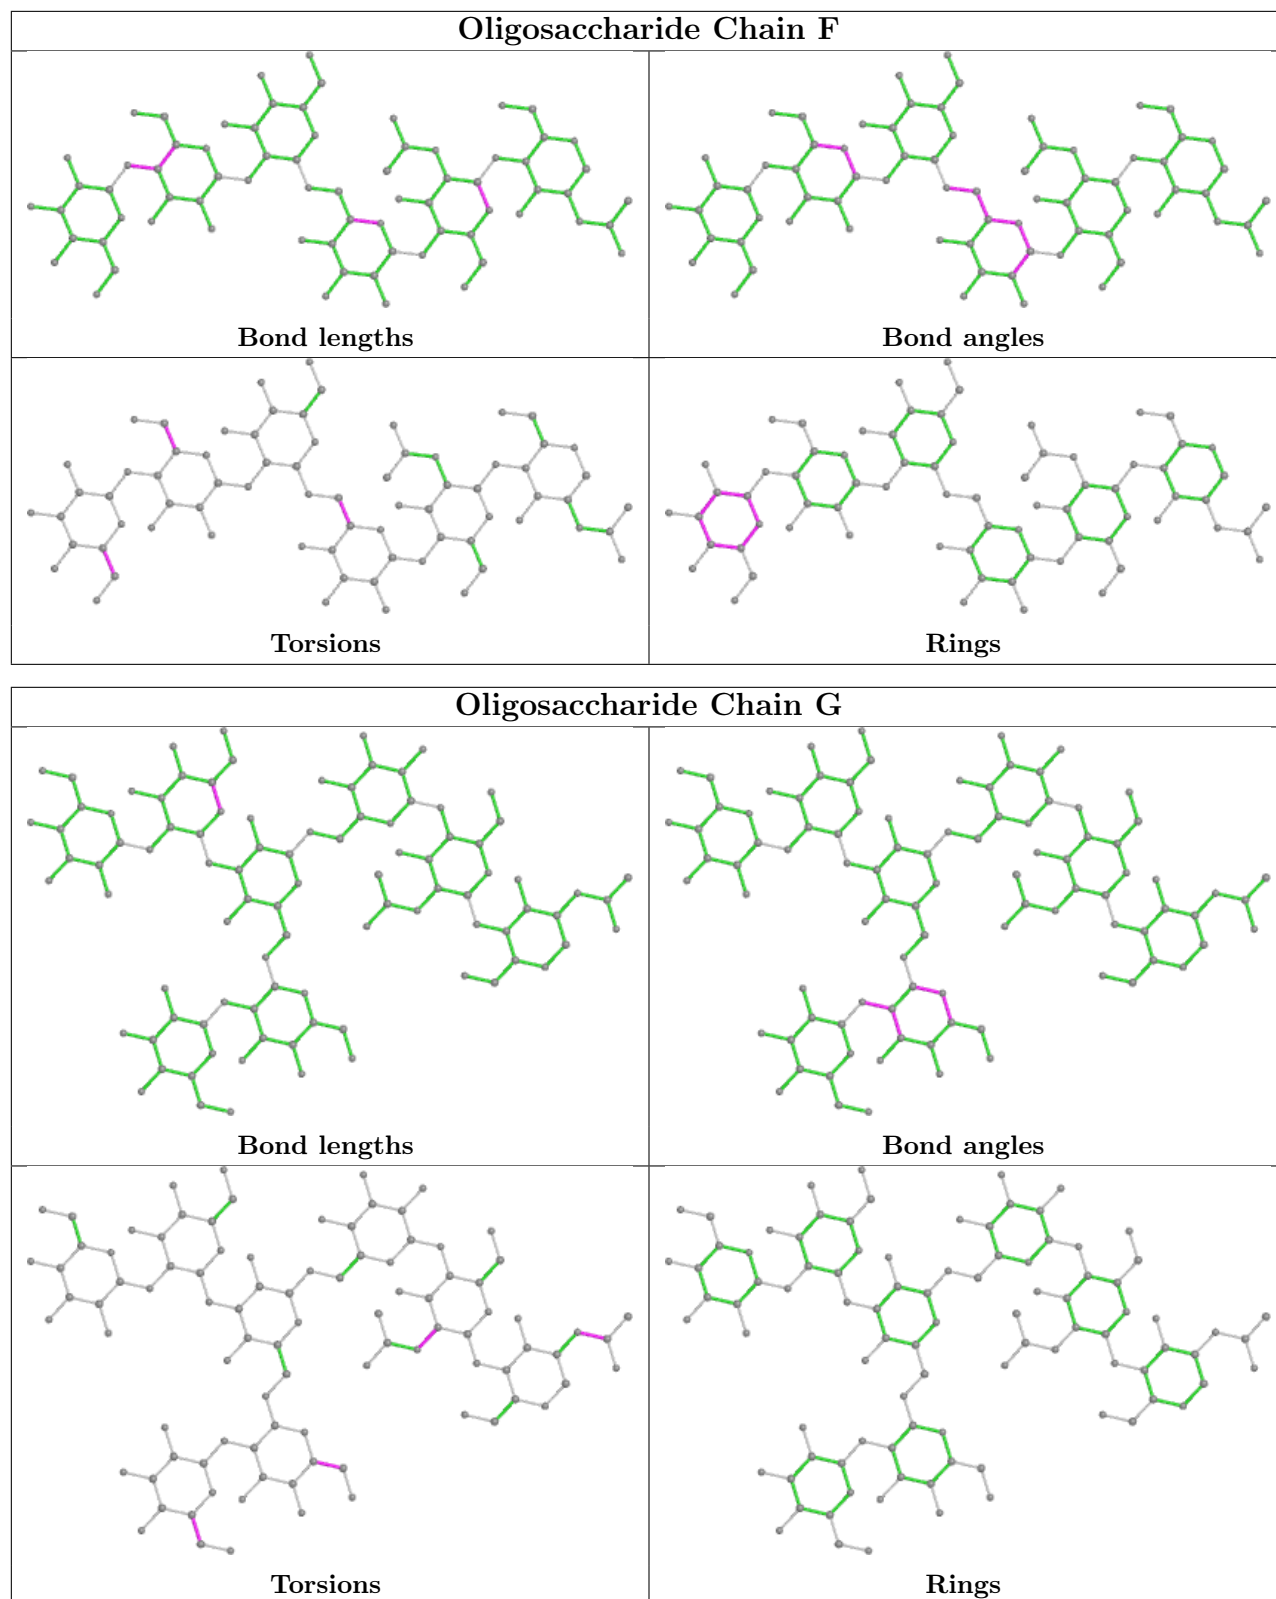 Oligosaccharide Chain F
Bond lengths
Bond angles
Torsions
Rings
Oligosaccharide Chain G
Bond lengths
Bond angles
Torsions
Rings